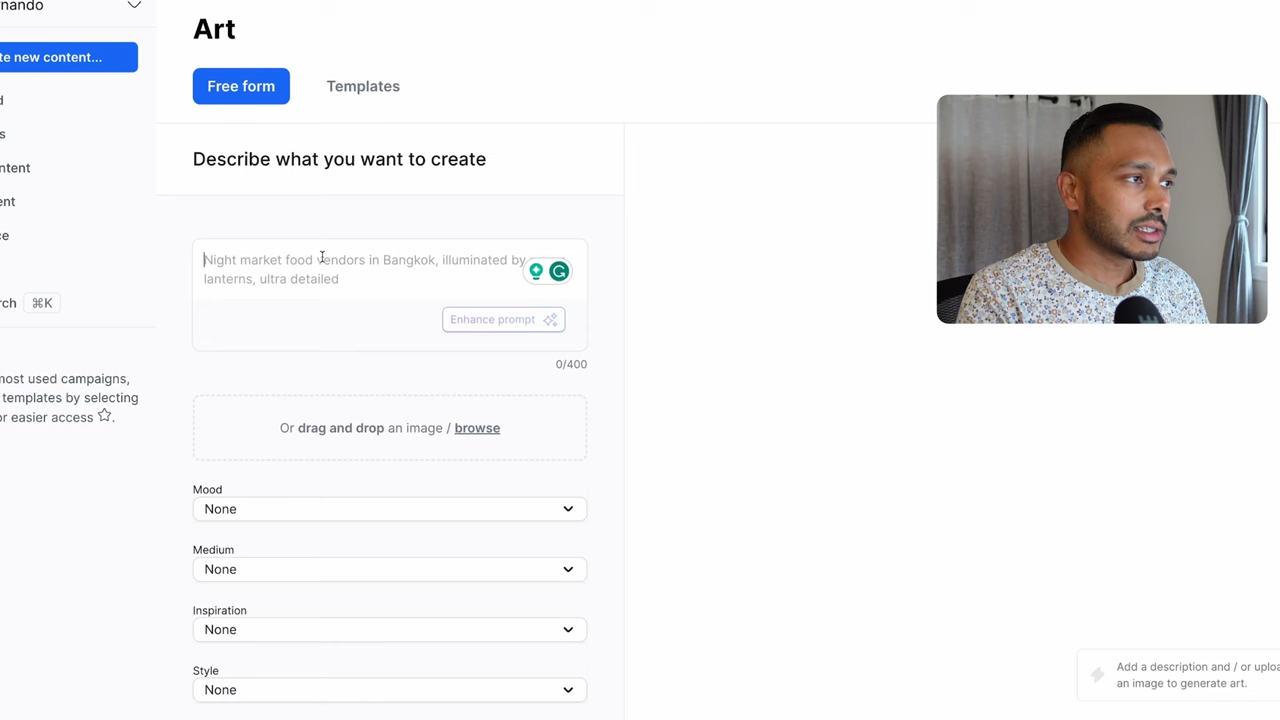 rnando
te new content...
d
s
ntent
ent
ce
rch ⌘K
most used campaigns,
templates by selecting
or easier access ☆.
Art
Free form
Templates
Describe what you want to create
Night market food vendors in Bangkok, illuminated by
lanterns, ultra detailed
Enhance prompt
0/400
Or drag and drop an image / browse
Mood
None
Medium
None
Inspiration
None
Style
None
Add a description and / or uploa
an image to generate art.